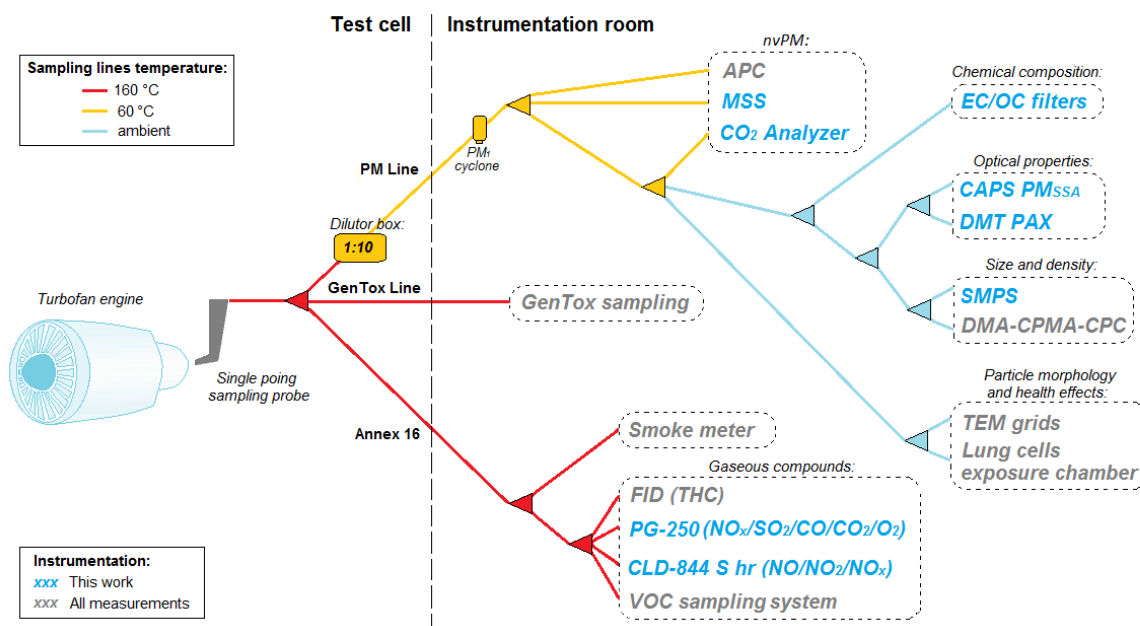 Test cell
Instrumentation room
Sampling lines temperature:
160 °C
60 °C
ambient
nvPM:
APC
MSS
CO₂ Analyzer
Chemical composition:
EC/OC filters
PM₁
cyclone
PM Line
Optical properties:
CAPS PMSSA
DMT PAX
Dilutor box:
1:10
Size and density:
SMPS
DMA-CPMA-CPC
GenTox Line
GenTox sampling
Turbofan engine
Single poing
sampling probe
Particle morphology
and health effects:
TEM grids
Lung cells
exposure chamber
Annex 16
Smoke meter
Gaseous compounds:
FID (THC)
PG-250 (NOₓ/SO₂/CO/CO₂/O₂)
CLD-844 S hr (NO/NO₂/NOₓ)
VOC sampling system
Instrumentation:
xxx This work
xxx All measurements